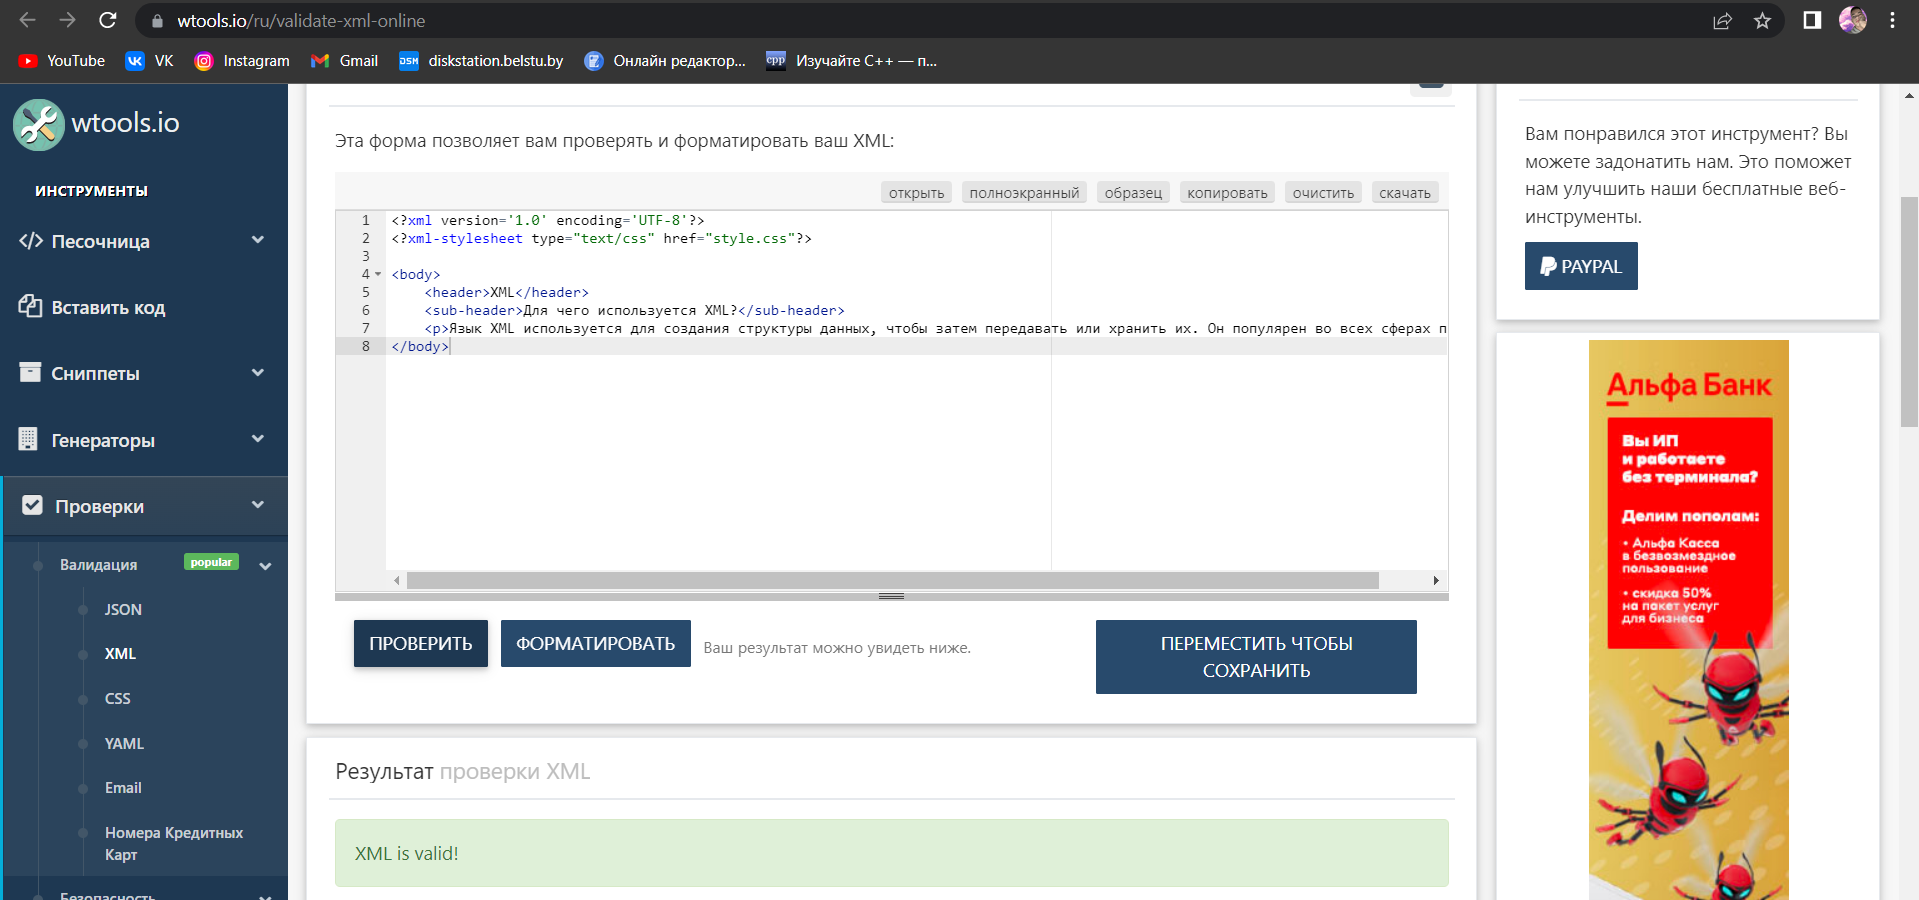 wtools.io/ru/validate-xml-online
YouTube VK Instagram Gmail DSM diskstation.belstu.by Онлайн редактор... cpp Изучайте C++ — п...
wtools.io
ИНСТРУМЕНТЫ
Песочница
Вставить код
Сниппеты
Генераторы
Проверки
Валидация popular
JSON
XML
CSS
YAML
Email
Номера Кредитных
Карт
Безопасность
Эта форма позволяет вам проверять и форматировать ваш XML:
открыть полноэкранный образец копировать очистить скачать
1 <?xml version='1.0' encoding='UTF-8'?>
2 <?xml-stylesheet type="text/css" href="style.css"?>
3
4 <body>
5 <header>XML</header>
6 <sub-header>Для чего используется XML?</sub-header>
7 <p>Язык XML используется для создания структуры данных, чтобы затем передавать или хранить их. Он популярен во всех сферах п
8 </body>
ПРОВЕРИТЬ ФОРМАТИРОВАТЬ Ваш результат можно увидеть ниже.
ПЕРЕМЕСТИТЬ ЧТОБЫ
СОХРАНИТЬ
Результат проверки XML
XML is valid!
Вам понравился этот инструмент? Вы
можете задонатить нам. Это поможет
нам улучшить наши бесплатные веб-
инструменты.
PAYPAL
Альфа Банк
Вы ИП
и работаете
без терминала?
Делим пополам:
• Альфа Касса
в безвозмездное
пользование
• скидка 50%
на пакет услуг
для бизнеса